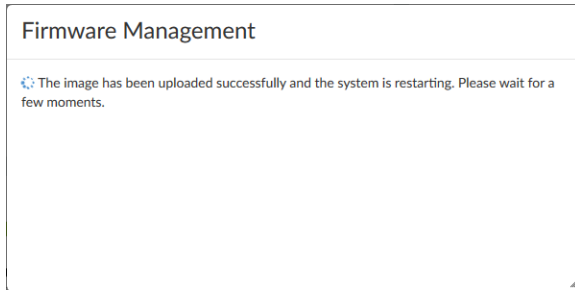 Firmware Management
The image has been uploaded successfully and the system is restarting. Please wait for a
few moments.